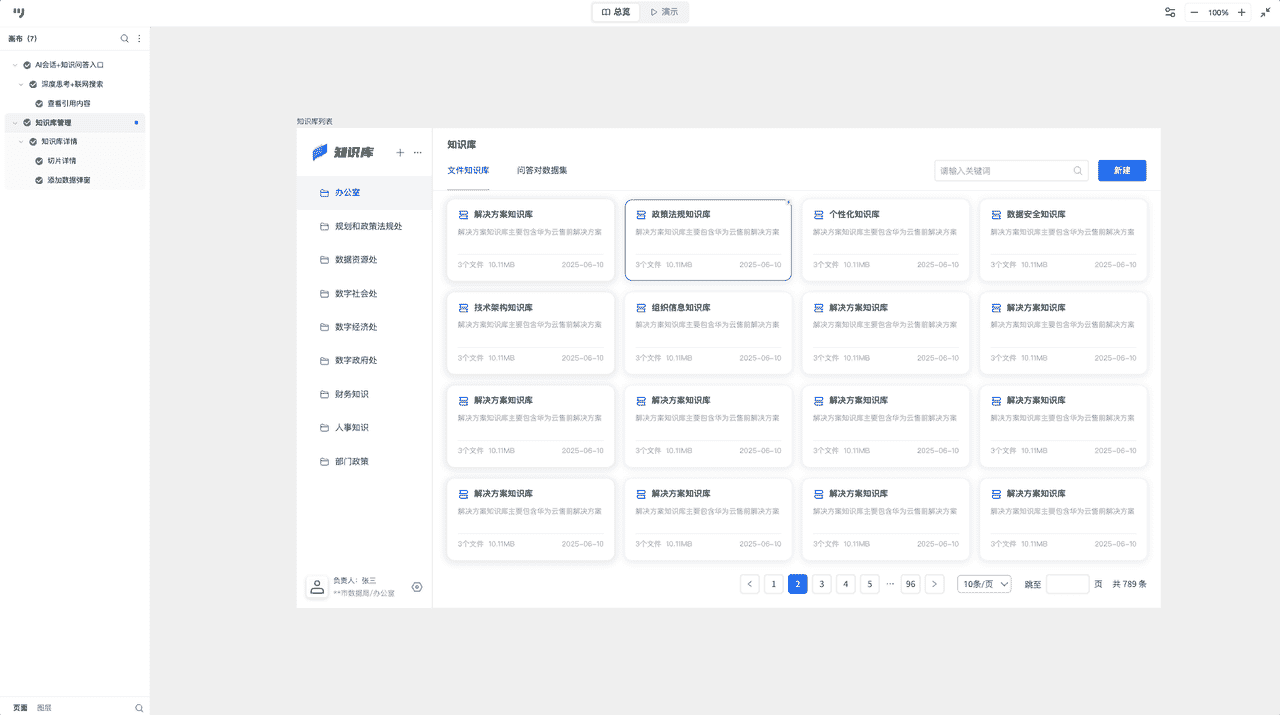 总览
演示
100%
画布 (7)
AI会话+知识问答入口
深度思考+联网搜索
查看引用内容
知识库管理
知识库详情
切片详情
添加数据弹窗
页面
图层
知识库列表
知识库
办公室
规划和政策法规处
数据资源处
数字社会处
数字经济处
数字政府处
财务知识
人事知识
部门政策
负责人：张三
**市数据局/办公室
知识库
文件知识库
问答对数据集
请输入关键词
新建
解决方案知识库
解决方案知识库主要包含华为云售前解决方案
3个文件 10.11MB 2025-06-10
政策法规知识库
解决方案知识库主要包含华为云售前解决方案
3个文件 10.11MB 2025-06-10
个性化知识库
解决方案知识库主要包含华为云售前解决方案
3个文件 10.11MB 2025-06-10
数据安全知识库
解决方案知识库主要包含华为云售前解决方案
3个文件 10.11MB 2025-06-10
技术架构知识库
解决方案知识库主要包含华为云售前解决方案
3个文件 10.11MB 2025-06-10
组织信息知识库
解决方案知识库主要包含华为云售前解决方案
3个文件 10.11MB 2025-06-10
解决方案知识库
解决方案知识库主要包含华为云售前解决方案
3个文件 10.11MB 2025-06-10
解决方案知识库
解决方案知识库主要包含华为云售前解决方案
3个文件 10.11MB 2025-06-10
解决方案知识库
解决方案知识库主要包含华为云售前解决方案
3个文件 10.11MB 2025-06-10
解决方案知识库
解决方案知识库主要包含华为云售前解决方案
3个文件 10.11MB 2025-06-10
解决方案知识库
解决方案知识库主要包含华为云售前解决方案
3个文件 10.11MB 2025-06-10
解决方案知识库
解决方案知识库主要包含华为云售前解决方案
3个文件 10.11MB 2025-06-10
解决方案知识库
解决方案知识库主要包含华为云售前解决方案
3个文件 10.11MB 2025-06-10
解决方案知识库
解决方案知识库主要包含华为云售前解决方案
3个文件 10.11MB 2025-06-10
解决方案知识库
解决方案知识库主要包含华为云售前解决方案
3个文件 10.11MB 2025-06-10
解决方案知识库
解决方案知识库主要包含华为云售前解决方案
3个文件 10.11MB 2025-06-10
1 2 3 4 5 ··· 96 10条/页 跳至 页 共 789 条